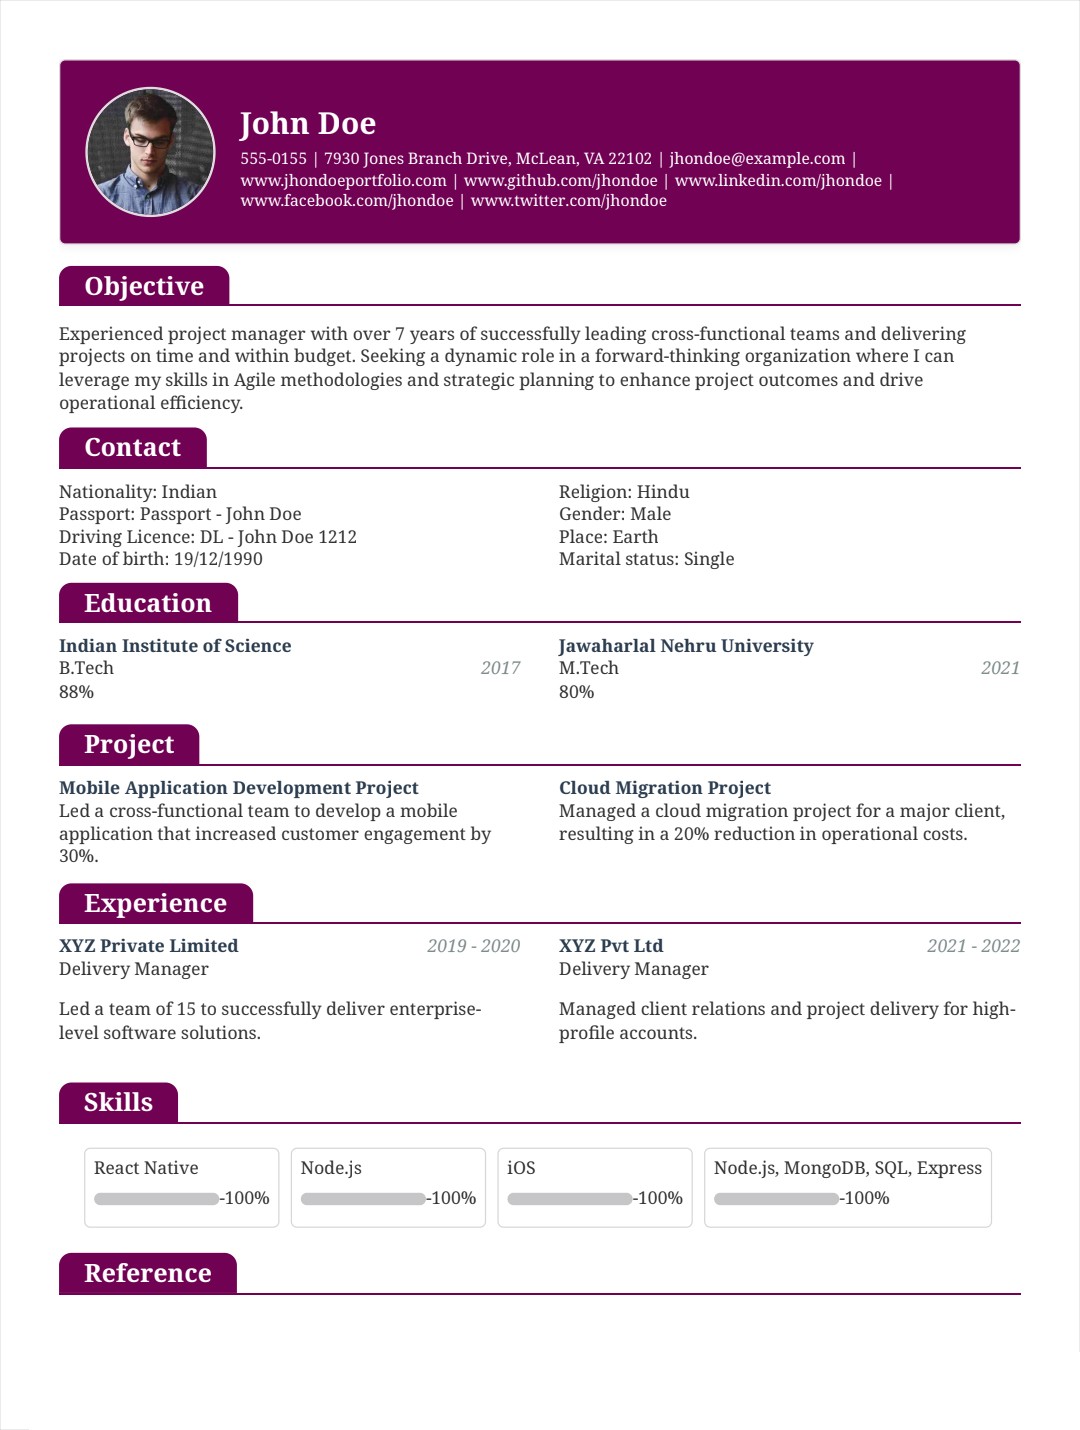 John Doe
555-0155 | 7930 Jones Branch Drive, McLean, VA 22102 | jhondoe@example.com |
www.jhondoeportfolio.com | www.github.com/jhondoe | www.linkedin.com/jhondoe |
www.facebook.com/jhondoe | www.twitter.com/jhondoe
Objective
Experienced project manager with over 7 years of successfully leading cross-functional teams and delivering
projects on time and within budget. Seeking a dynamic role in a forward-thinking organization where I can
leverage my skills in Agile methodologies and strategic planning to enhance project outcomes and drive
operational efficiency.
Contact
Nationality: Indian
Passport: Passport - John Doe
Driving Licence: DL - John Doe 1212
Date of birth: 19/12/1990
Religion: Hindu
Gender: Male
Place: Earth
Marital status: Single
Education
Indian Institute of Science
B.Tech 2017
88%
Jawaharlal Nehru University
M.Tech 2021
80%
Project
Mobile Application Development Project
Led a cross-functional team to develop a mobile
application that increased customer engagement by
30%.
Cloud Migration Project
Managed a cloud migration project for a major client,
resulting in a 20% reduction in operational costs.
Experience
XYZ Private Limited 2019 - 2020
Delivery Manager
Led a team of 15 to successfully deliver enterprise-
level software solutions.
XYZ Pvt Ltd 2021 - 2022
Delivery Manager
Managed client relations and project delivery for high-
profile accounts.
Skills
React Native
-100%
Node.js
-100%
iOS
-100%
Node.js, MongoDB, SQL, Express
-100%
Reference